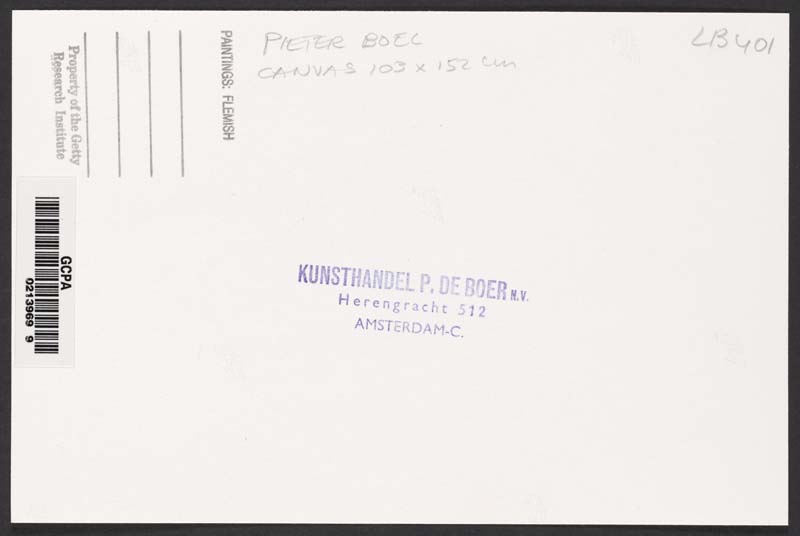 PIETER BOEL
CANVAS 103 x 152 cm
LB401
PAINTINGS: FLEMISH
Property of the Getty
Research Institute
GCPA
0213969 9
KUNSTHANDEL P. DE BOER N.V.
Herengracht 512
AMSTERDAM-C.